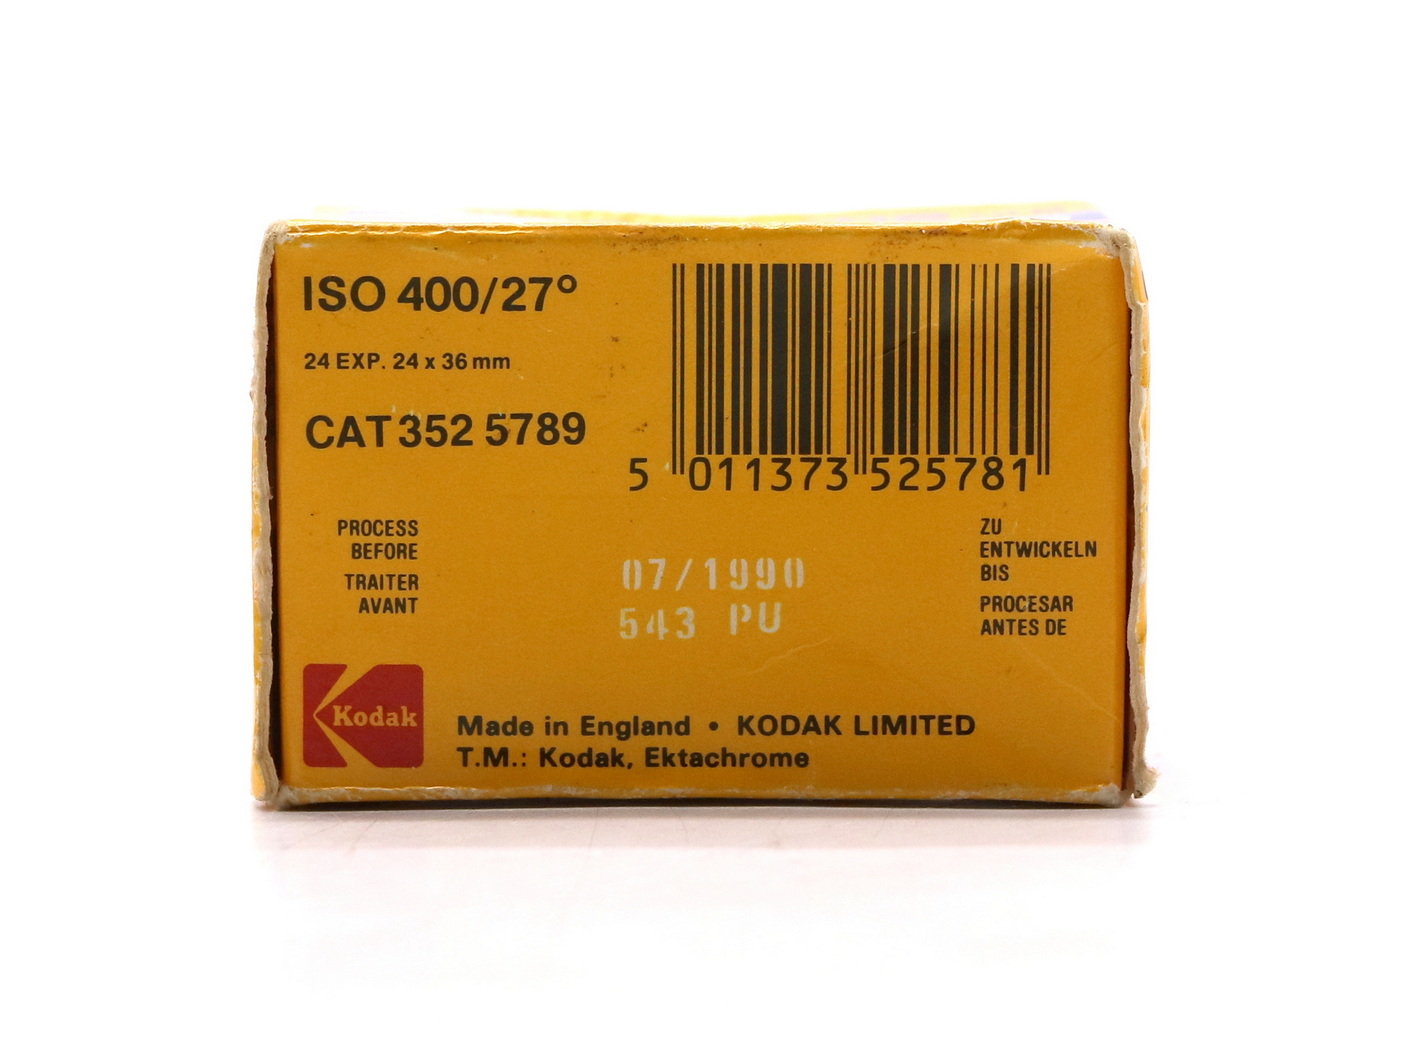 ISO 400/27°
24 EXP. 24 x 36 mm
CAT 352 5789
5 011373 525781
PROCESS
BEFORE
TRAITER
AVANT
07/1990
543 PU
ZU
ENTWICKELN
BIS
PROCESAR
ANTES DE
Kodak
Made in England • KODAK LIMITED
T.M.: Kodak, Ektachrome